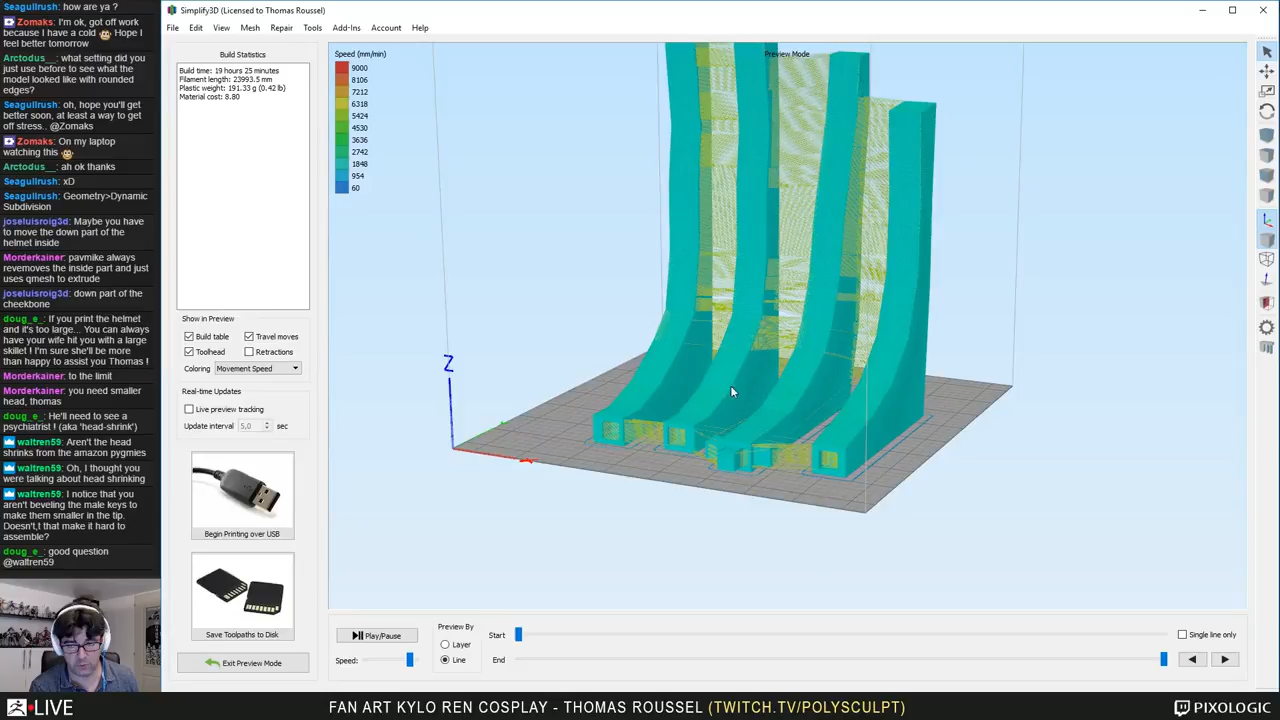 Seagullrush: how are ya ?
Zomaks: I'm ok, got off work
because I have a cold Hope I
feel better tomorrow
Arctodus__: what setting did you
just use before to see what the
model looked like with rounded
edges?
Seagullrush: oh, hope you'll get
better soon, at least a way to get
off stress.. @Zomaks
Zomaks: On my laptop
watching this
Arctodus__: ah ok thanks
Seagullrush: xD
Seagullrush: Geometry>Dynamic
Subdivision
joseluisroig3d: Maybe you have
to move the down part of the
helmet inside
Morderkainer: pavmike always
revemoves the inside part and just
uses qmesh to extrude
joseluisroig3d: down part of the
cheekbone
doug_e_: If you print the helmet
and it's too large... You can always
have your wife hit you with a large
skillet ! I'm sure she'll be more
than happy to assist you Thomas !
Morderkainer: to the limit
Morderkainer: you need smaller
head, thomas
doug_e_: He'll need to see a
psychiatrist ! (aka 'head-shrink')
waltren59: Aren't the head
shrinks from the amazon pygmies
waltren59: Oh, I thought you
were talking about head shrinking
waltren59: I notice that you
aren't beveling the male keys to
make them smaller in the tip.
Doesn't,t that make it hard to
assemble?
doug_e_: good question
@waltren59
Simplify3D (Licensed to Thomas Roussel)
File Edit View Mesh Repair Tools Add-Ins Account Help
Build Statistics
Build time: 19 hours 25 minutes
Filament length: 23993.5 mm
Plastic weight: 191.33 g (0.42 lb)
Material cost: 8.80
Show in Preview
Build table Travel moves
Toolhead Retractions
Coloring Movement Speed
Real-time Updates
Live preview tracking
Update interval 5,0 sec
Begin Printing over USB
Save Toolpaths to Disk
Exit Preview Mode
Speed (mm/min)
9000
8106
7212
6318
5424
4530
3636
2742
1848
954
60
Preview Mode
Z
Play/Pause
Speed:
Preview By
Layer
Line
Start
End
Single line only
LIVE
FAN ART KYLO REN COSPLAY - THOMAS ROUSSEL (TWITCH.TV/POLYSCULPT)
PIXOLOGIC